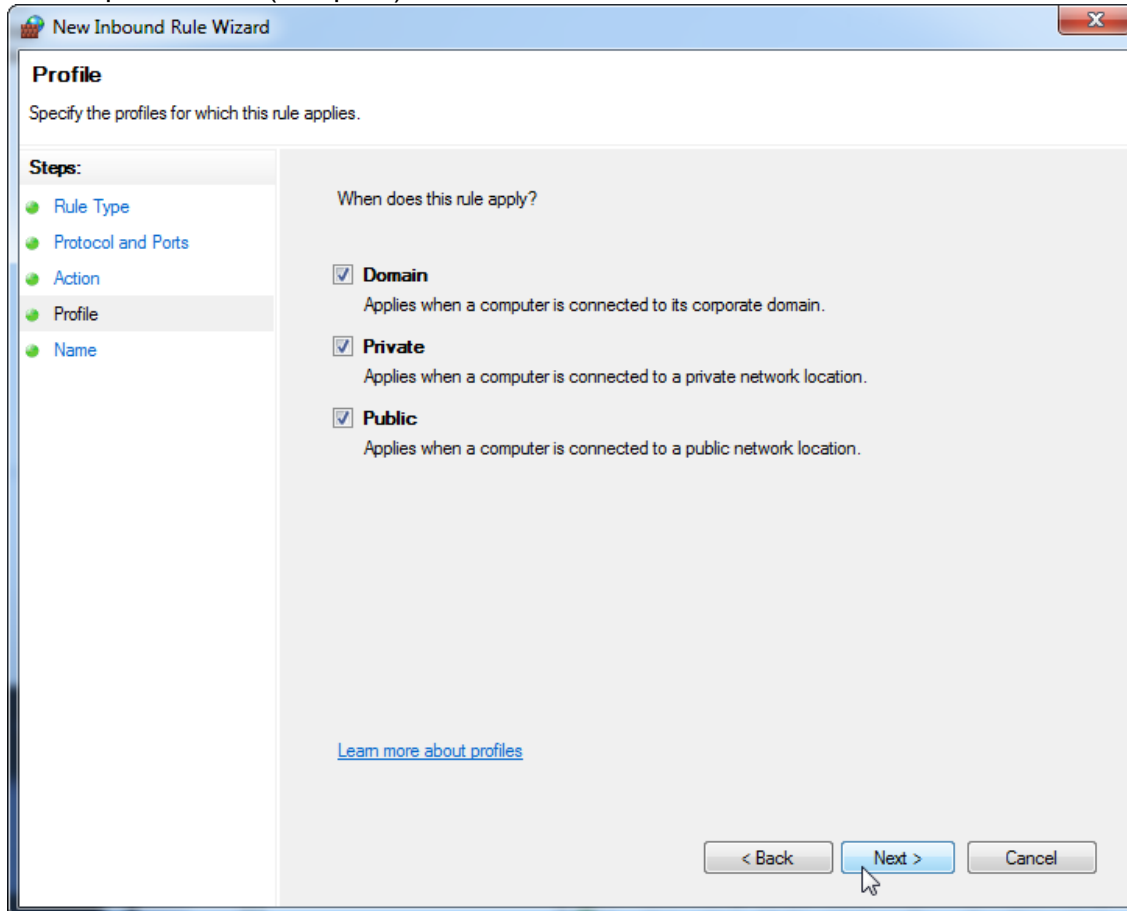 New Inbound Rule Wizard
Profile
Specify the profiles for which this rule applies.
Steps:
Rule Type
Protocol and Ports
Action
Profile
Name
When does this rule apply?
Domain
Applies when a computer is connected to its corporate domain.
Private
Applies when a computer is connected to a private network location.
Public
Applies when a computer is connected to a public network location.
Learn more about profiles
< Back
Next >
Cancel